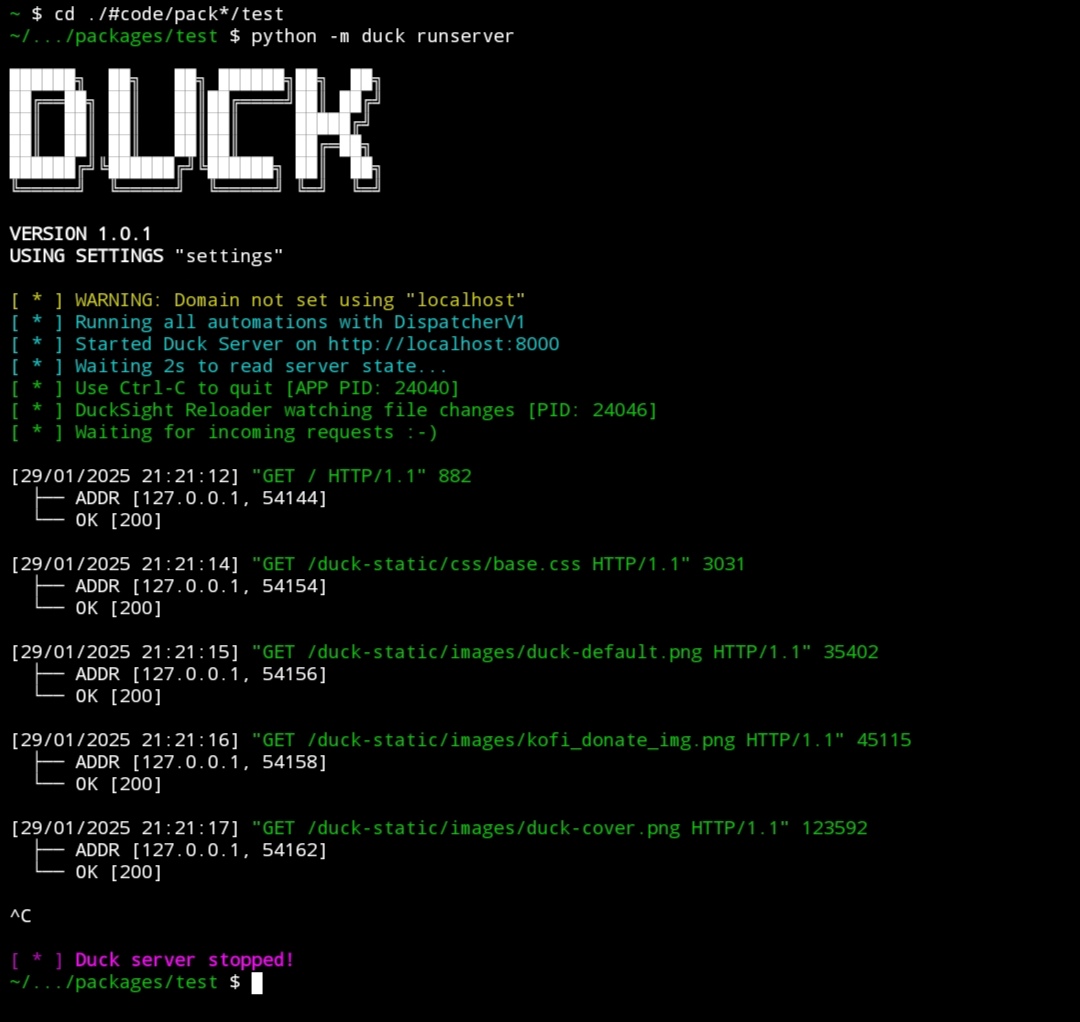 ~ $ cd ./#code/pack*/test
~/.../packages/test $ python -m duck runserver
DUCK
VERSION 1.0.1
USING SETTINGS "settings"
[ * ] WARNING: Domain not set using "localhost"
[ * ] Running all automations with DispatcherV1
[ * ] Started Duck Server on http://localhost:8000
[ * ] Waiting 2s to read server state...
[ * ] Use Ctrl-C to quit [APP PID: 24040]
[ * ] DuckSight Reloader watching file changes [PID: 24046]
[ * ] Waiting for incoming requests :-)
[29/01/2025 21:21:12] "GET / HTTP/1.1" 882
├── ADDR [127.0.0.1, 54144]
└── OK [200]
[29/01/2025 21:21:14] "GET /duck-static/css/base.css HTTP/1.1" 3031
├── ADDR [127.0.0.1, 54154]
└── OK [200]
[29/01/2025 21:21:15] "GET /duck-static/images/duck-default.png HTTP/1.1" 35402
├── ADDR [127.0.0.1, 54156]
└── OK [200]
[29/01/2025 21:21:16] "GET /duck-static/images/kofi_donate_img.png HTTP/1.1" 45115
├── ADDR [127.0.0.1, 54158]
└── OK [200]
[29/01/2025 21:21:17] "GET /duck-static/images/duck-cover.png HTTP/1.1" 123592
├── ADDR [127.0.0.1, 54162]
└── OK [200]
^C
[ * ] Duck server stopped!
~/.../packages/test $